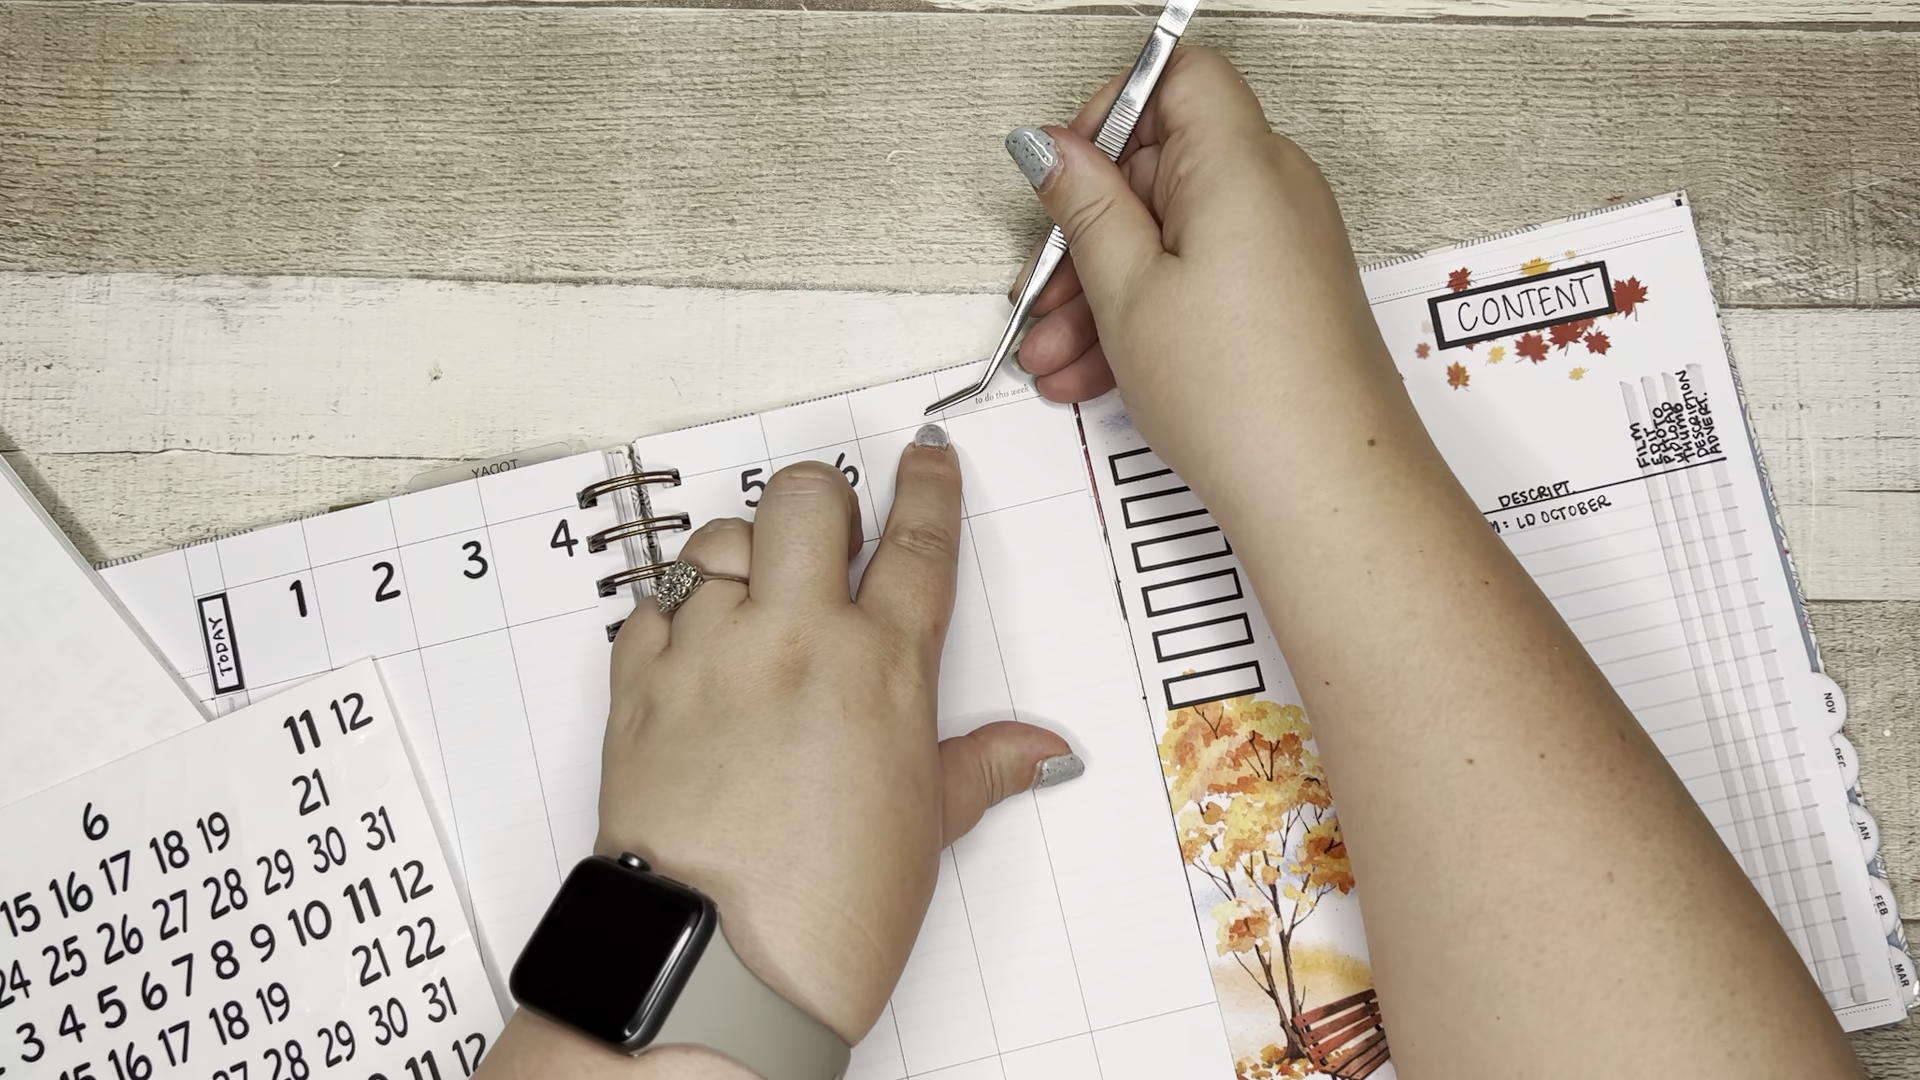 CONTENT
to do this week
FILM
EDIT
PHOTO
UPLOAD
THUMB
DESCRIPTION
ADVERT.
DESCRIPT.
M: LD OCTOBER
TODAY
5 6
TODAY 1 2 3 4
11 12
6 21
15 16 17 18 19
24 25 26 27 28 29 30 31
3 4 5 6 7 8 9 10 11 12
21 22
15 16 17 18 19
27 28 29 30 31
11 12
NOV
DEC
JAN
FEB
MAR